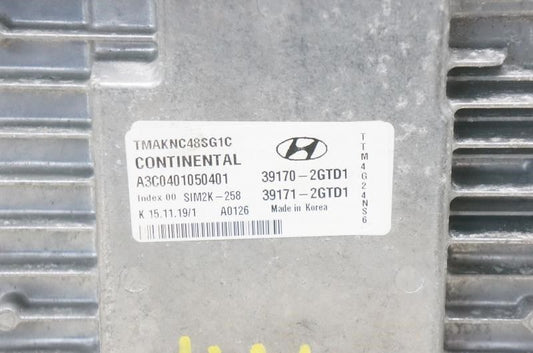 TMAKNC48SG1C
CONTINENTAL
A3C0401050401 39170-2GTD1
Index 00 SIM2K-258 39171-2GTD1
K 15.11.19/1 A0126 Made in Korea
TTM4G24NS6